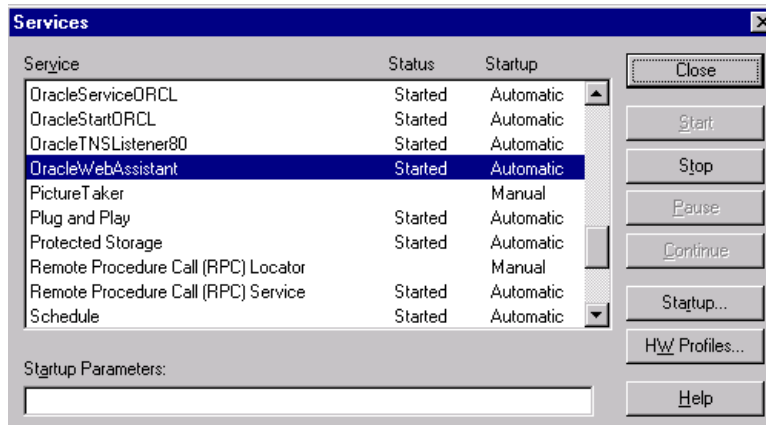 Services
Service Status Startup
OracleServiceORCL Started Automatic
OracleStartORCL Started Automatic
OracleTNSListener80 Started Automatic
OracleWebAssistant Started Automatic
PictureTaker Manual
Plug and Play Started Automatic
Protected Storage Started Automatic
Remote Procedure Call (RPC) Locator Manual
Remote Procedure Call (RPC) Service Started Automatic
Schedule Started Automatic
Startup Parameters:
Close
Start
Stop
Pause
Continue
Startup...
HW Profiles...
Help